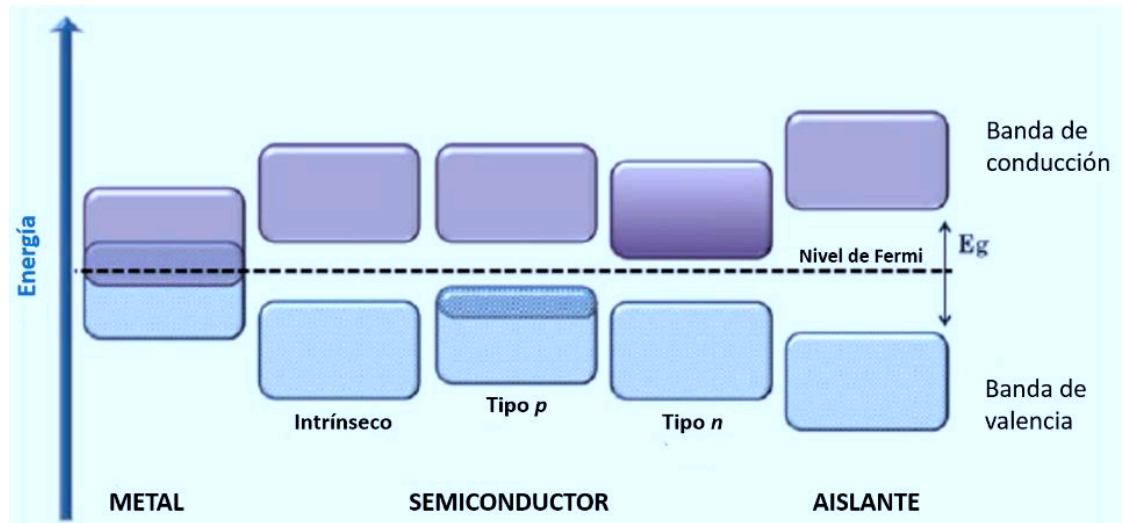 Energía
Banda de
conducción
Nivel de Fermi
Eg
Banda de
valencia
Intrínseco
Tipo p
Tipo n
METAL
SEMICONDUCTOR
AISLANTE